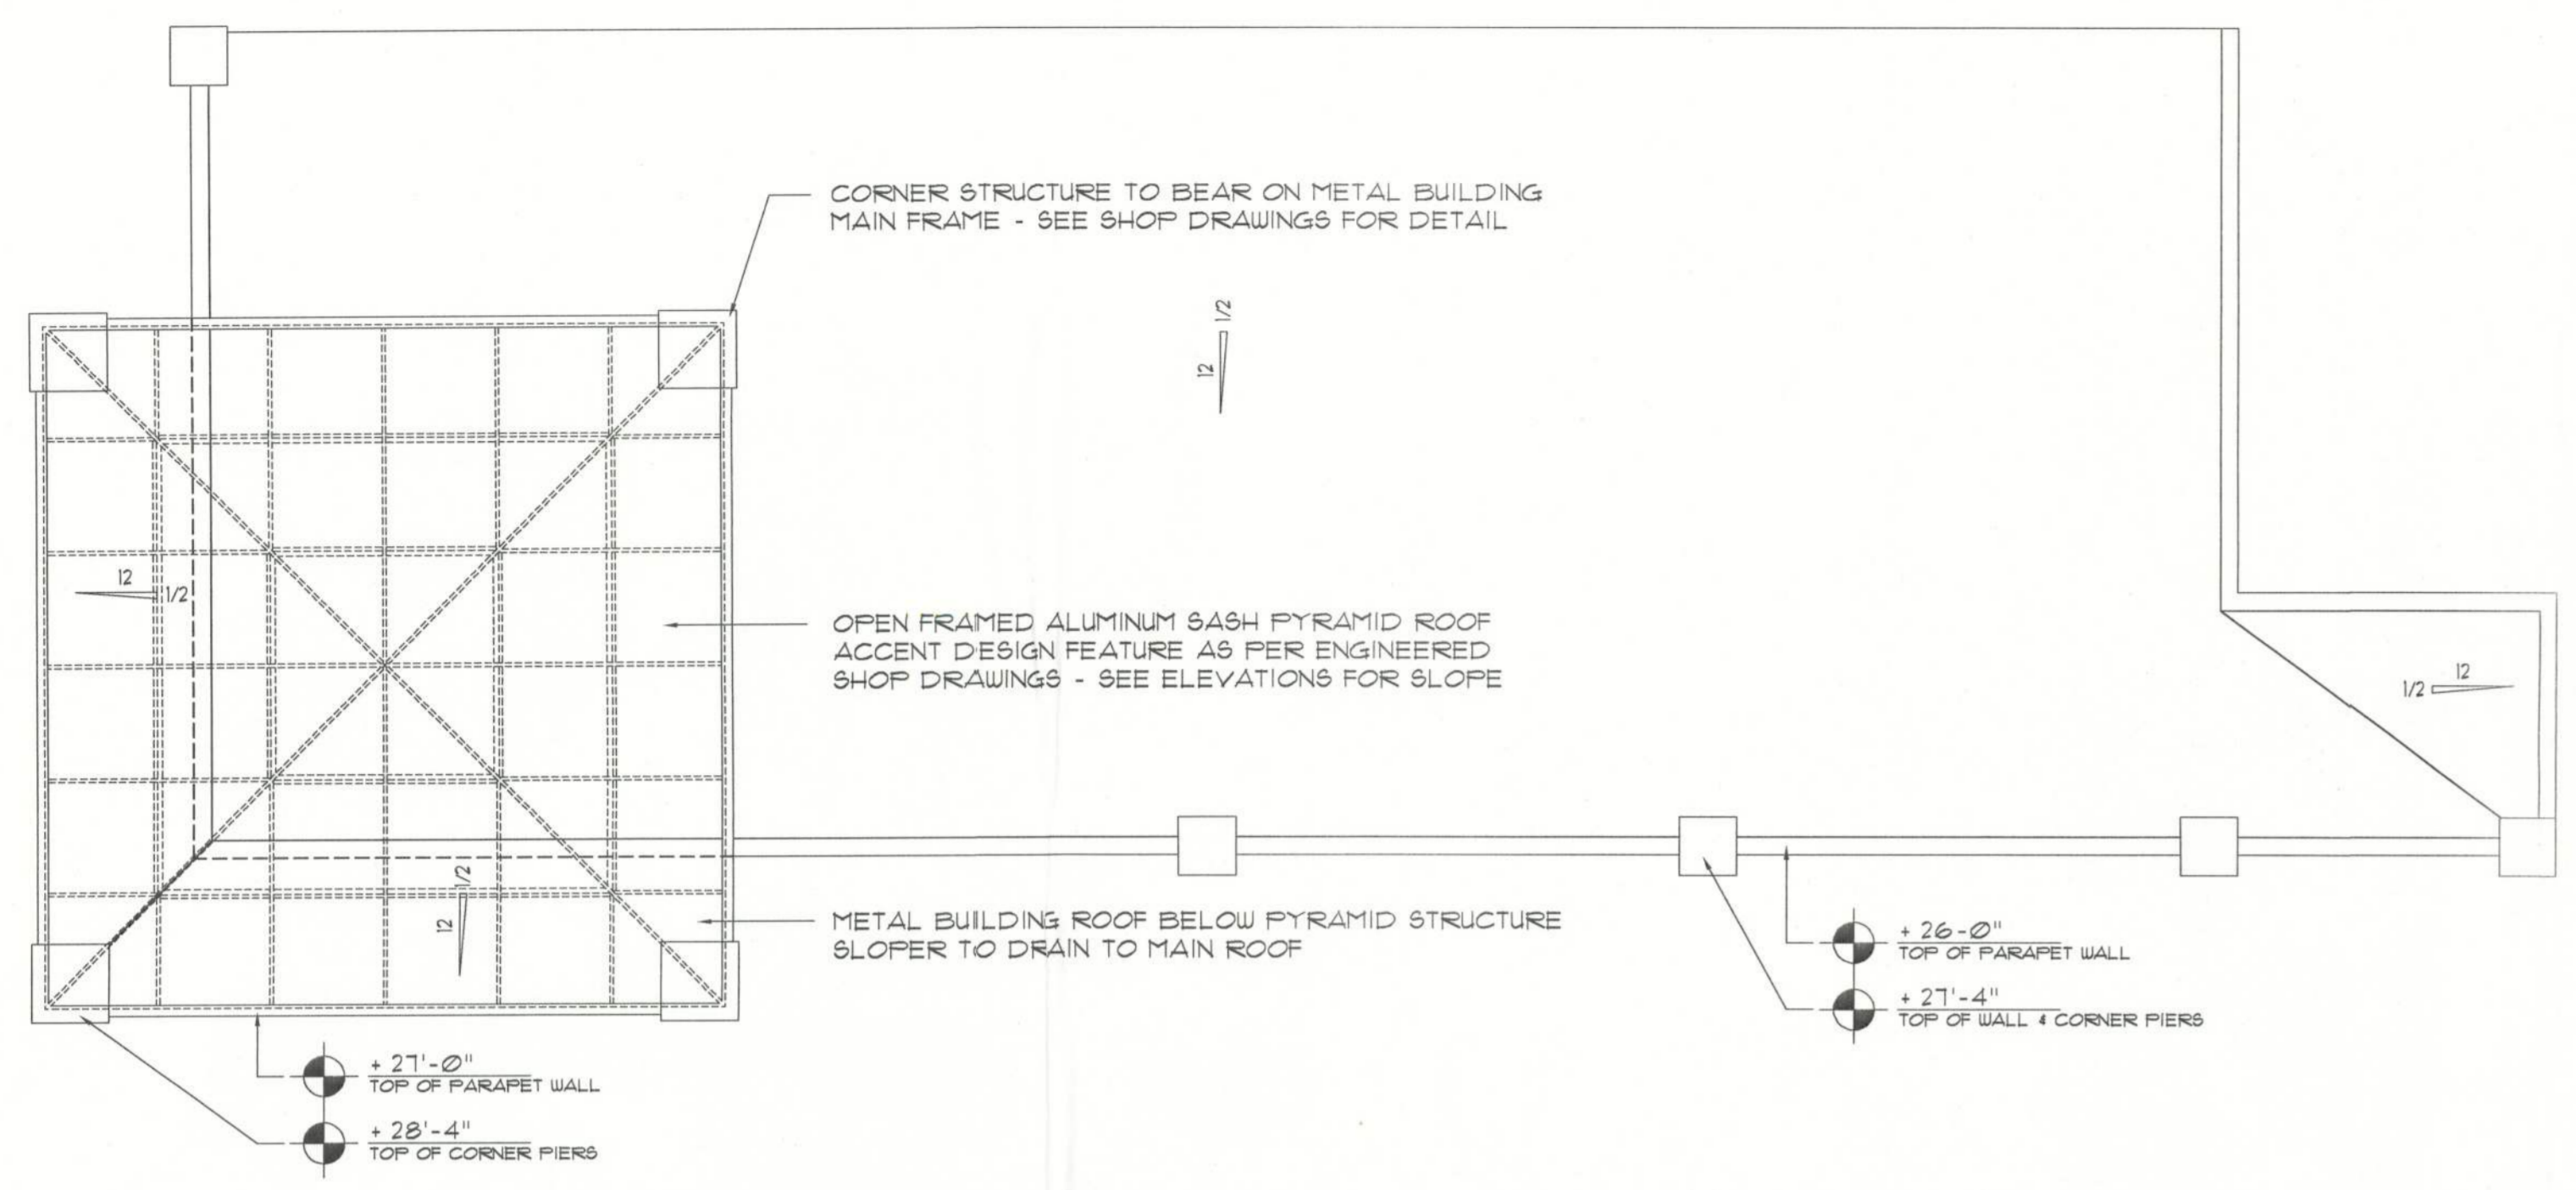 CORNER STRUCTURE TO BEAR ON METAL BUILDING
MAIN FRAME - SEE SHOP DRAWINGS FOR DETAIL
1/2
12
12
1/2
OPEN FRAMED ALUMINUM SASH PYRAMID ROOF
ACCENT DESIGN FEATURE AS PER ENGINEERED
SHOP DRAWINGS - SEE ELEVATIONS FOR SLOPE
12
1/2
1/2
12
METAL BUILDING ROOF BELOW PYRAMID STRUCTURE
SLOPER TO DRAIN TO MAIN ROOF
+ 26-0"
TOP OF PARAPET WALL
+ 27'-4"
TOP OF WALL & CORNER PIERS
+ 27'-0"
TOP OF PARAPET WALL
+ 28'-4"
TOP OF CORNER PIERS